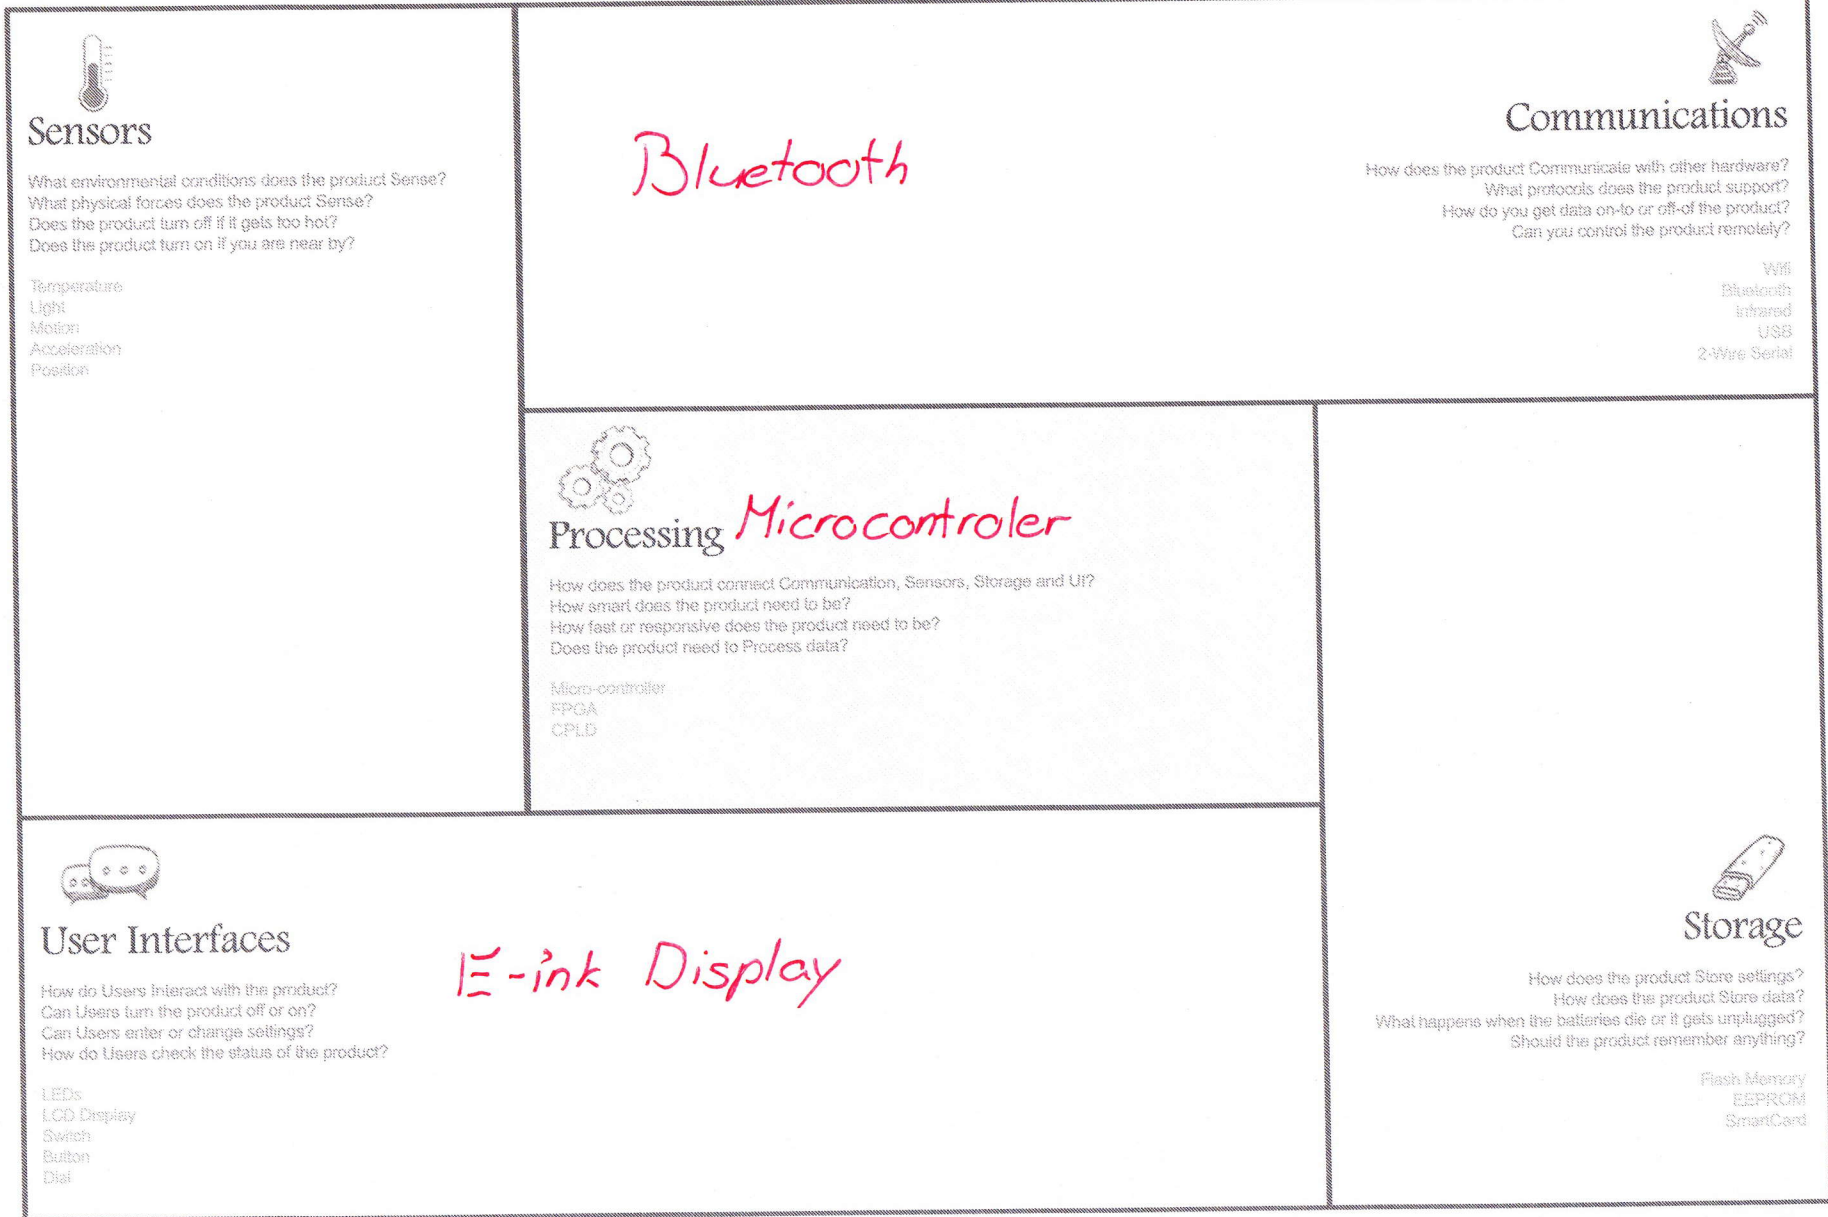 Sensors
What environmental conditions does the product Sense?
What physical forces does the product Sense?
Does the product turn off if it gets too hot?
Does the product turn on if you are near by?
Temperature
Light
Motion
Acceleration
Position
Bluetooth
Communications
How does the product Communicate with other hardware?
What protocols does the product support?
How do you get data on-to or off-of the product?
Can you control the product remotely?
Wifi
Bluetooth
Infrared
USB
2-Wire Serial
Processing Microcontroler
How does the product connect Communication, Sensors, Storage and UI?
How smart does the product need to be?
How fast or responsive does the product need to be?
Does the product need to Process data?
Micro-controller
FPGA
CPLD
User Interfaces
E-ink Display
How do Users Interact with the product?
Can Users turn the product off or on?
Can Users enter or change settings?
How do Users check the status of the product?
LEDs
LCD Display
Switch
Button
Dial
Storage
How does the product Store settings?
How does the product Store data?
What happens when the batteries die or it gets unplugged?
Should the product remember anything?
Flash Memory
EEPROM
SmartCard